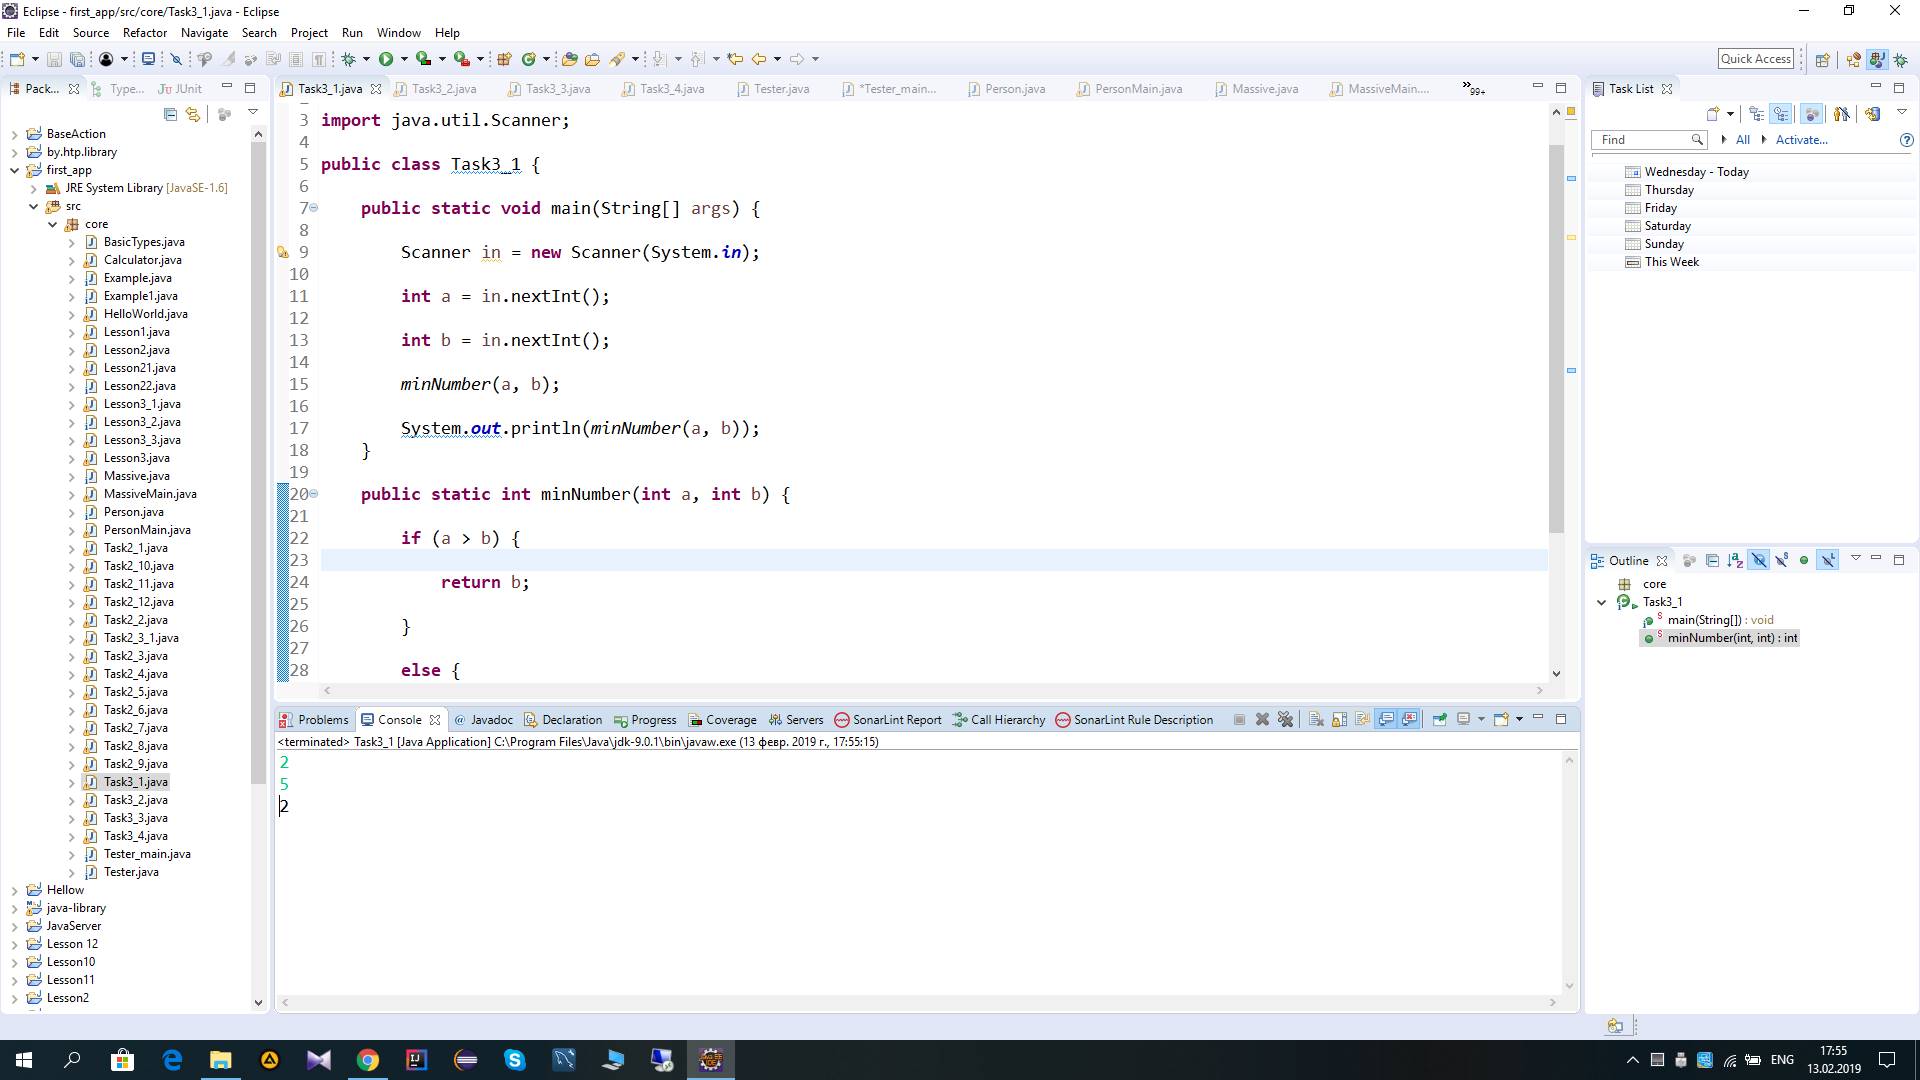 Eclipse - first_app/src/core/Task3_1.java - Eclipse
File Edit Source Refactor Navigate Search Project Run Window Help
Quick Access
Pack... Type... JUnit
BaseAction
by.htp.library
first_app
JRE System Library [JavaSE-1.6]
src
core
BasicTypes.java
Calculator.java
Example.java
Example1.java
HelloWorld.java
Lesson1.java
Lesson2.java
Lesson21.java
Lesson22.java
Lesson3_1.java
Lesson3_2.java
Lesson3_3.java
Lesson3.java
Massive.java
MassiveMain.java
Person.java
PersonMain.java
Task2_1.java
Task2_10.java
Task2_11.java
Task2_12.java
Task2_2.java
Task2_3_1.java
Task2_3.java
Task2_4.java
Task2_5.java
Task2_6.java
Task2_7.java
Task2_8.java
Task2_9.java
Task3_1.java
Task3_2.java
Task3_3.java
Task3_4.java
Tester_main.java
Tester.java
Hellow
java-library
JavaServer
Lesson 12
Lesson10
Lesson11
Lesson2
Task3_1.java Task3_2.java Task3_3.java Task3_4.java Tester.java *Tester_main... Person.java PersonMain.java Massive.java MassiveMain.... »99+
3 import java.util.Scanner;
4
5 public class Task3_1 {
6
7 public static void main(String[] args) {
8
9 Scanner in = new Scanner(System.in);
10
11 int a = in.nextInt();
12
13 int b = in.nextInt();
14
15 minNumber(a, b);
16
17 System.out.println(minNumber(a, b));
18 }
19
20 public static int minNumber(int a, int b) {
21
22 if (a > b) {
23
24 return b;
25
26 }
27
28 else {
Problems Console @ Javadoc Declaration Progress Coverage Servers SonarLint Report Call Hierarchy SonarLint Rule Description
<terminated> Task3_1 [Java Application] C:\Program Files\Java\jdk-9.0.1\bin\javaw.exe (13 февр. 2019 г., 17:55:15)
2
5
2
Task List
Find All Activate...
Wednesday - Today
Thursday
Friday
Saturday
Sunday
This Week
Outline
core
Task3_1
main(String[]) : void
minNumber(int, int) : int
ENG
17:55
13.02.2019